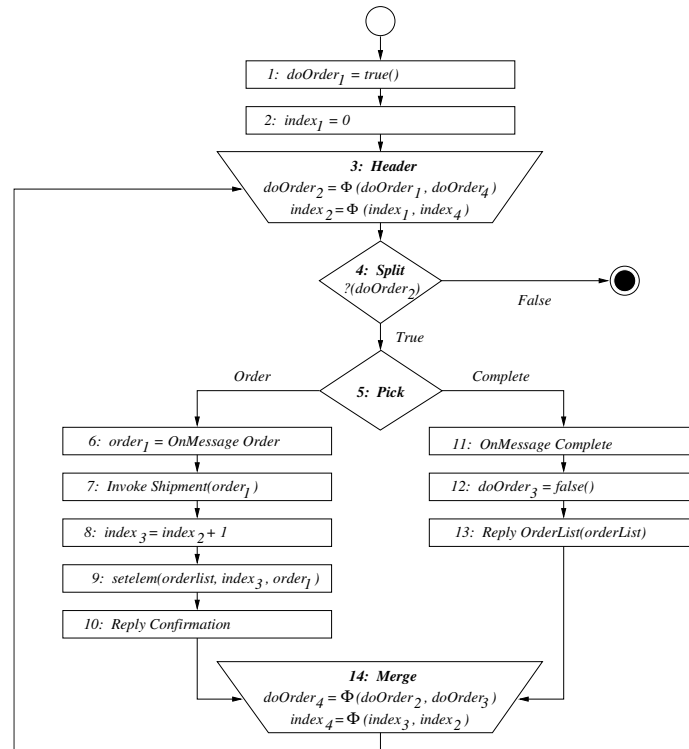 1: doOrder1 = true()
2: index1 = 0
3: Header
doOrder2 = Φ (doOrder1, doOrder4)
index2 = Φ (index1, index4)
4: Split
?(doOrder2)
False
True
Order
Complete
5: Pick
6: order1 = OnMessage Order
7: Invoke Shipment(order1)
8: index3 = index2 + 1
9: setelem(orderlist, index3, order1)
10: Reply Confirmation
11: OnMessage Complete
12: doOrder3 = false()
13: Reply OrderList(orderList)
14: Merge
doOrder4 = Φ (doOrder2, doOrder3)
index4 = Φ (index3, index2)